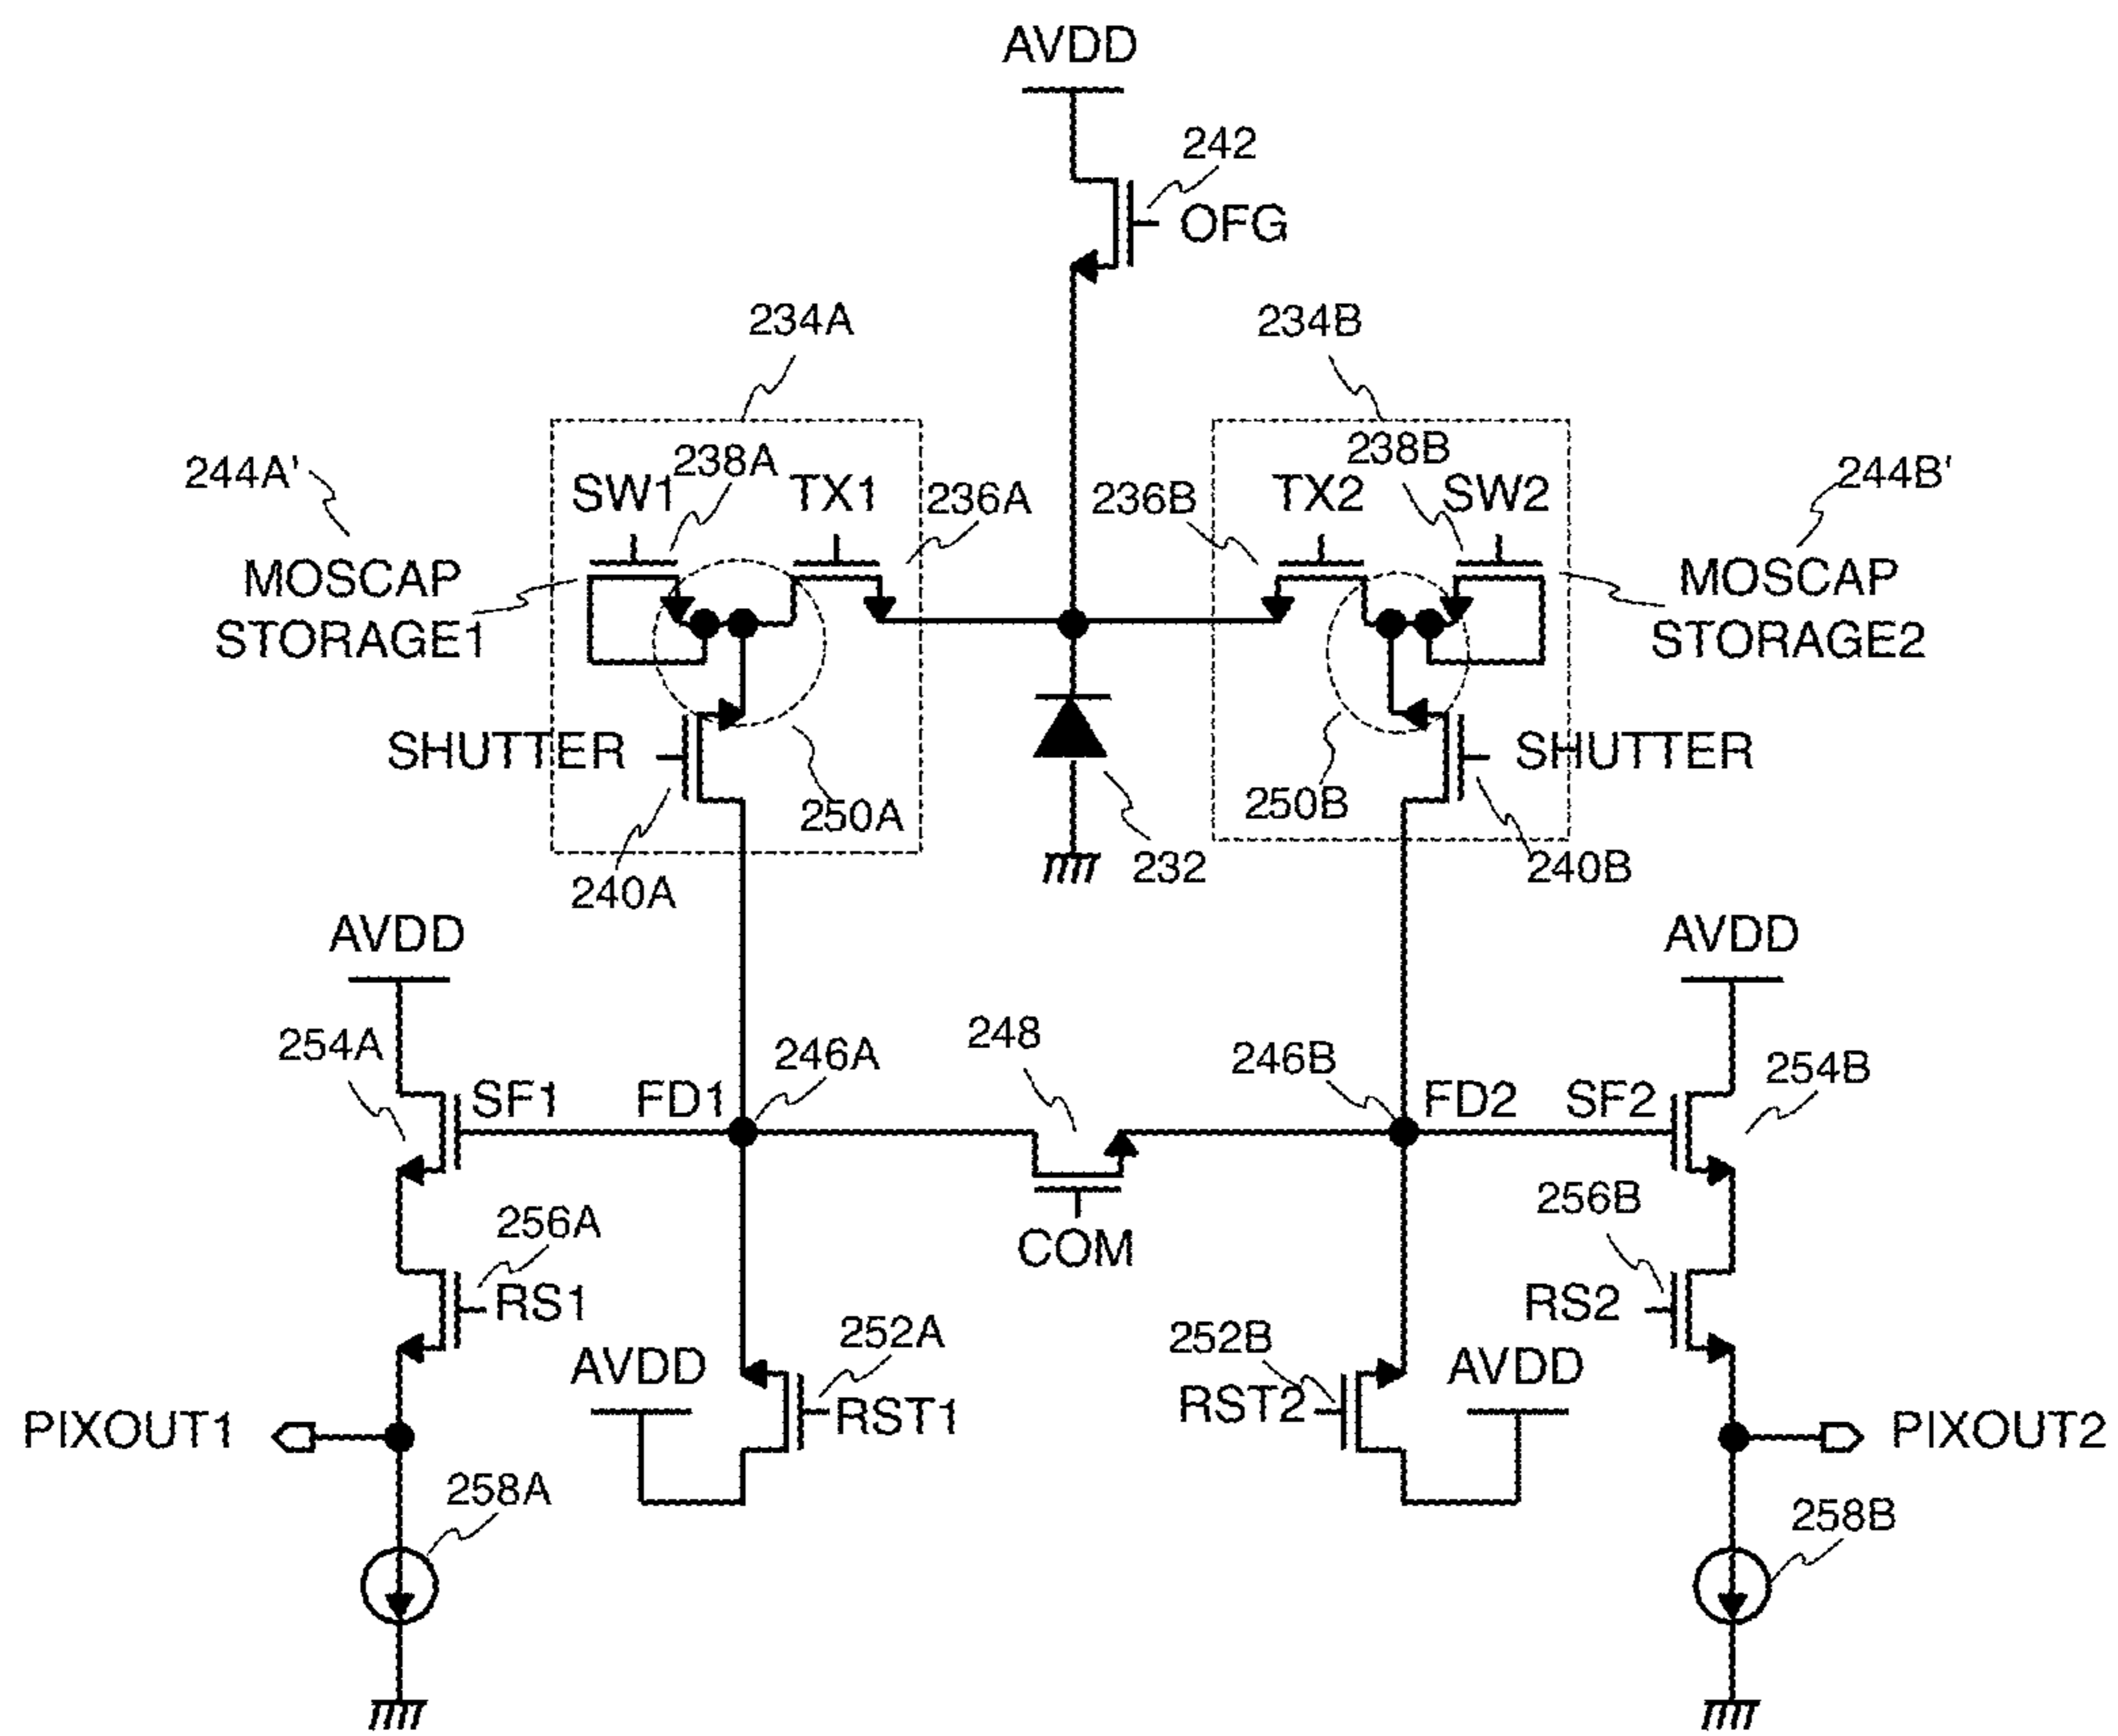 AVDD
242
OFG
234A
234B
244A'
238A
238B
244B'
SW1
TX1
236A
236B
TX2
SW2
MOSCAP
STORAGE1
MOSCAP
STORAGE2
SHUTTER
SHUTTER
250A
250B
240A
232
240B
AVDD
AVDD
254A
246A
248
246B
254B
SF1
FD1
FD2
SF2
256A
COM
256B
RS1
RS2
252A
252B
AVDD
AVDD
RST1
RST2
PIXOUT1
PIXOUT2
258A
258B